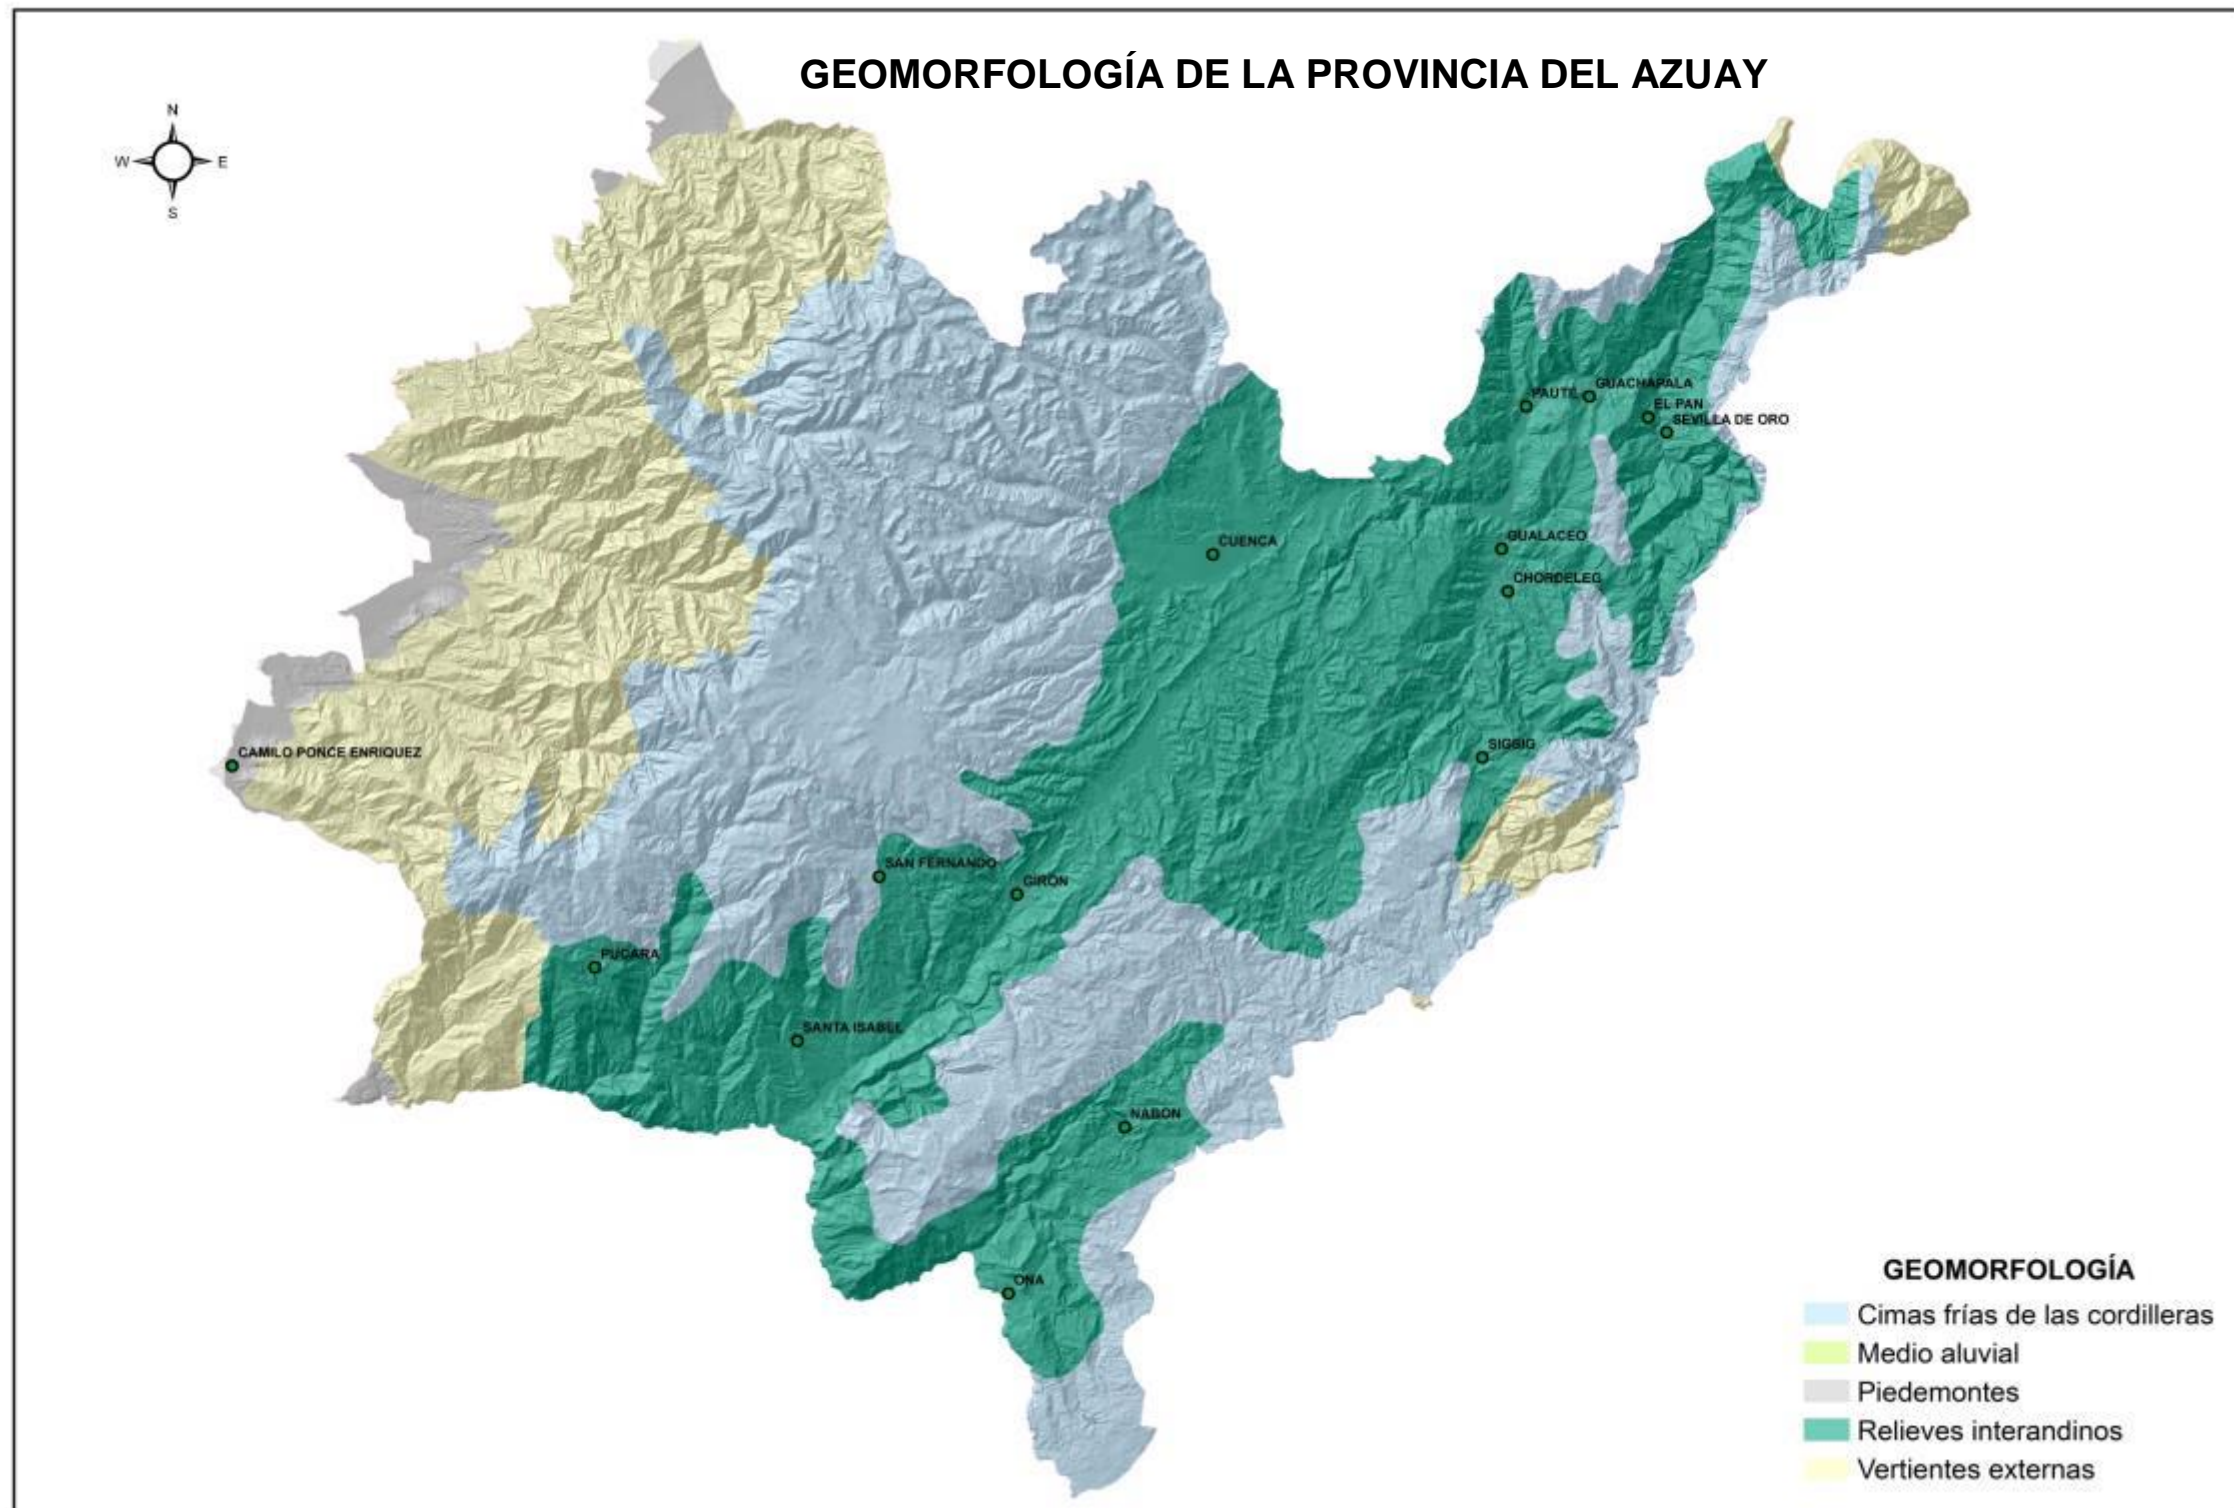 GEOMORFOLOGÍA DE LA PROVINCIA DEL AZUAY
N
W E
S
PAUTE
GUACHAPALA
EL PAN
SEVILLA DE ORO
CUENCA
GUALACEO
CHORDELEG
CAMILO PONCE ENRIQUEZ
SIGSIG
SAN FERNANDO
GIRON
PUCARA
SANTA ISABEL
NABON
ONA
GEOMORFOLOGÍA
Cimas frías de las cordilleras
Medio aluvial
Piedemontes
Relieves interandinos
Vertientes externas